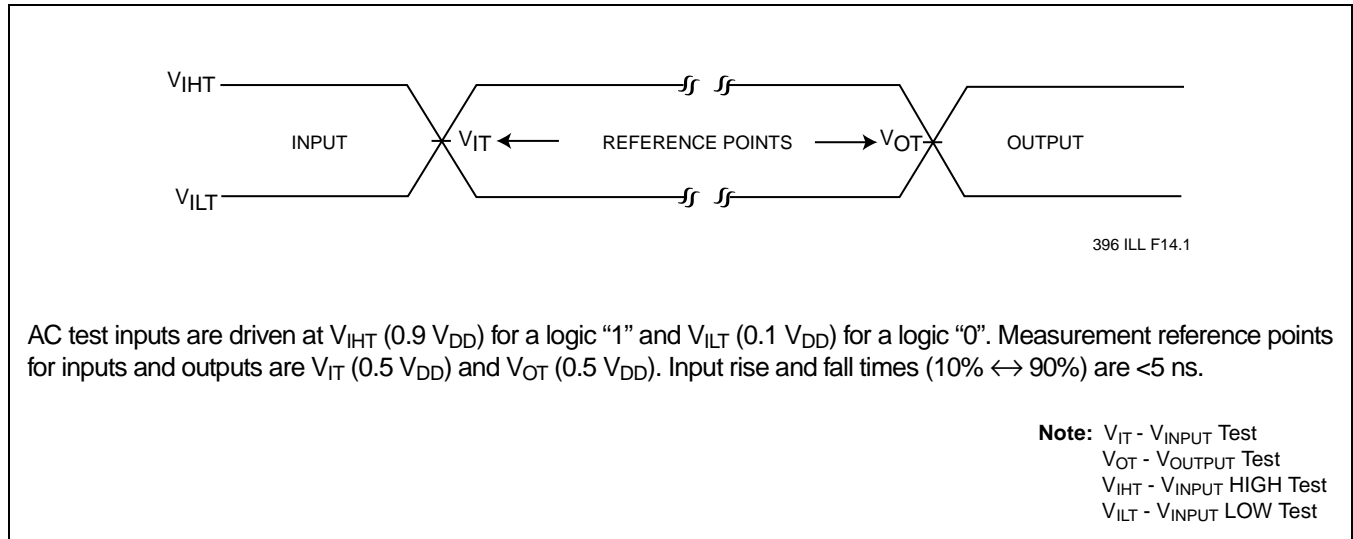 VIHT
INPUT VIT REFERENCE POINTS VOT OUTPUT
VILT
396 ILL F14.1
AC test inputs are driven at VIHT (0.9 VDD) for a logic “1” and VILT (0.1 VDD) for a logic “0”. Measurement reference points
for inputs and outputs are VIT (0.5 VDD) and VOT (0.5 VDD). Input rise and fall times (10% ↔ 90%) are <5 ns.
Note: VIT - VINPUT Test
VOT - VOUTPUT Test
VIHT - VINPUT HIGH Test
VILT - VINPUT LOW Test